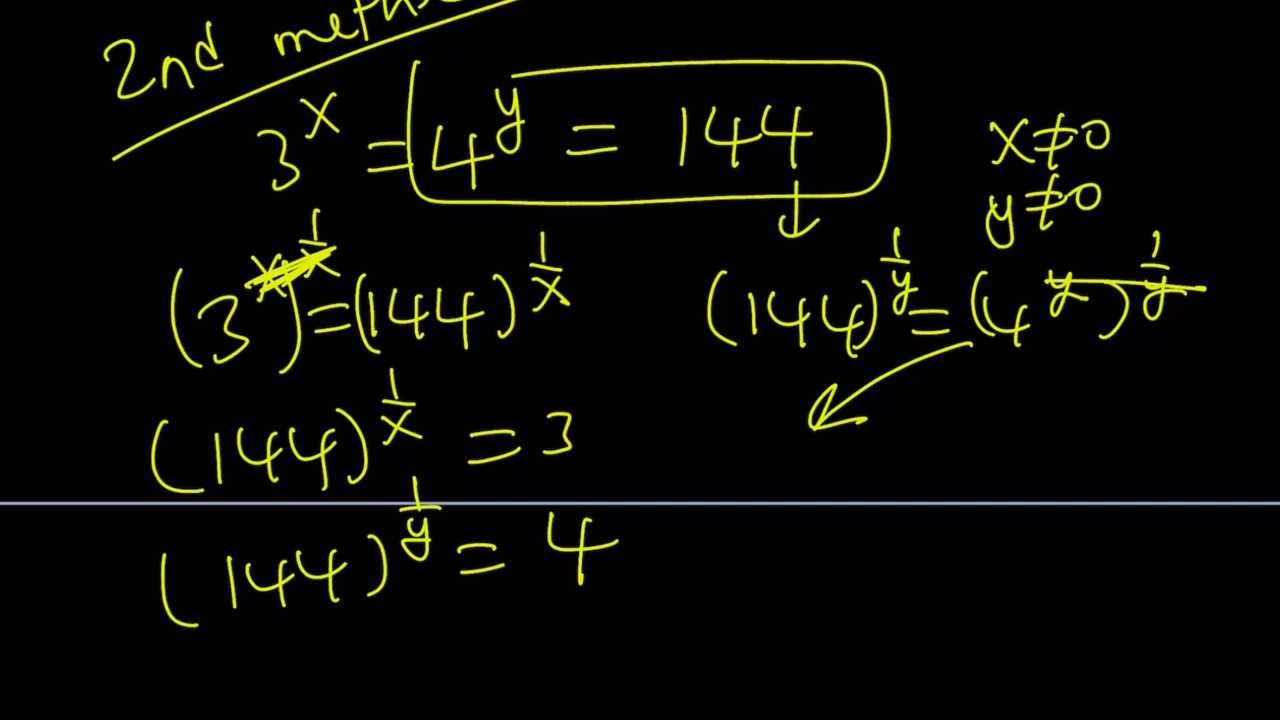 2nd
3^x = 4^y = 144
x ≠ 0
y ≠ 0
(3^x)^(1/x) = (144)^(1/x)
(144)^(1/y) = (4^y)^(1/y)
(144)^(1/x) = 3
(144)^(1/y) = 4